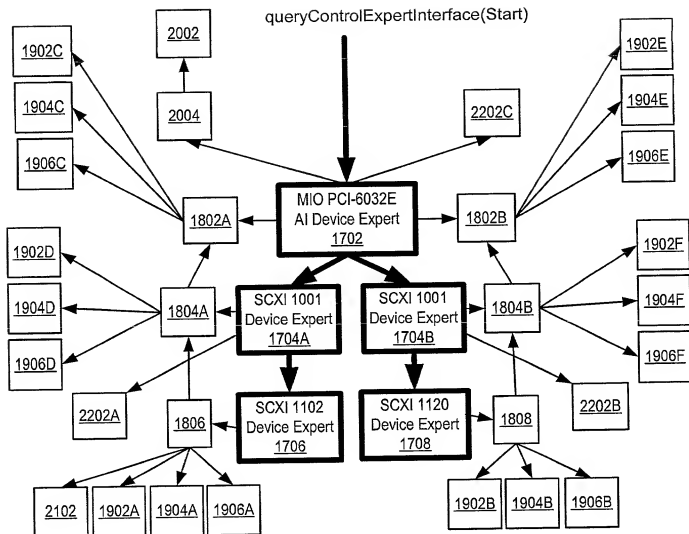 queryControlExpertInterface(Start)
2002
1902C
1902E
1904C
2004
2202C
1904E
1906C
1906E
MIO PCI-6032E
AI Device Expert
1702
1802A
1802B
1902D
1902F
1904D
1804A
SCXI 1001
Device Expert
1704A
SCXI 1001
Device Expert
1704B
1804B
1904F
1906D
1906F
2202A
1806
SCXI 1102
Device Expert
1706
SCXI 1120
Device Expert
1708
1808
2202B
2102
1902A
1904A
1906A
1902B
1904B
1906B